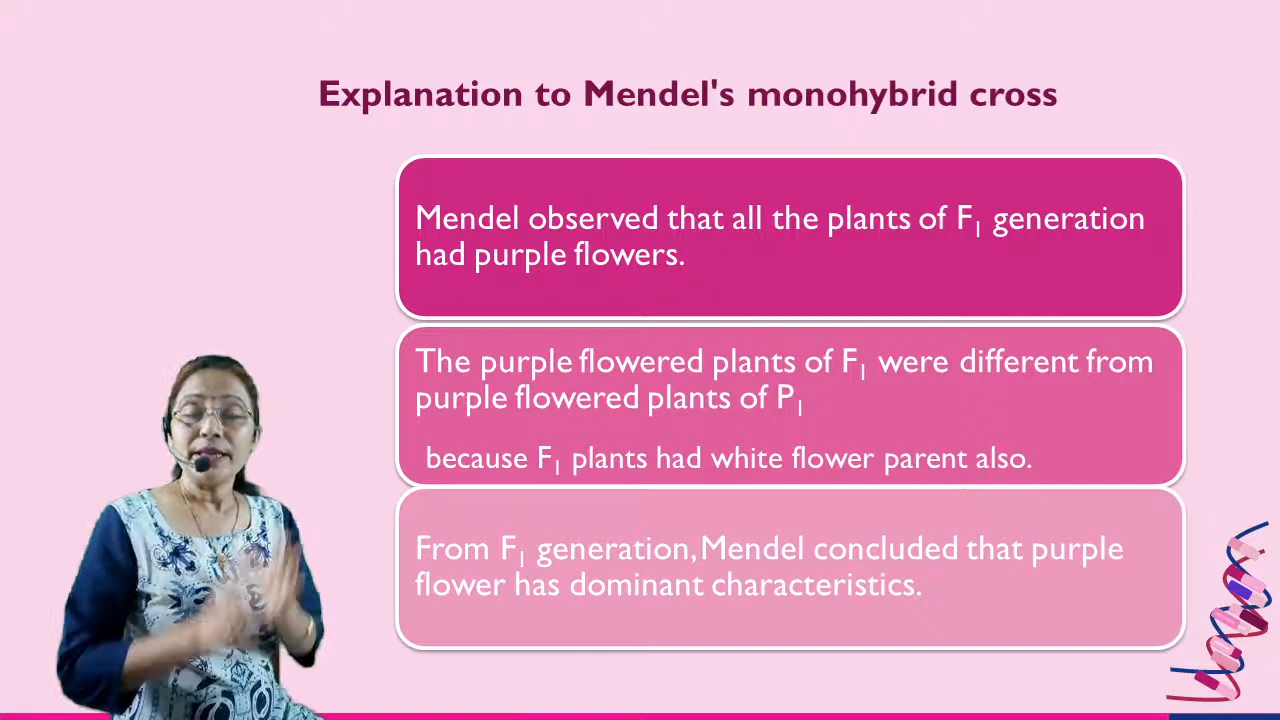 Explanation to Mendel's monohybrid cross
Mendel observed that all the plants of F₁ generation
had purple flowers.
The purple flowered plants of F₁ were different from
purple flowered plants of P₁
because F₁ plants had white flower parent also.
From F₁ generation, Mendel concluded that purple
flower has dominant characteristics.